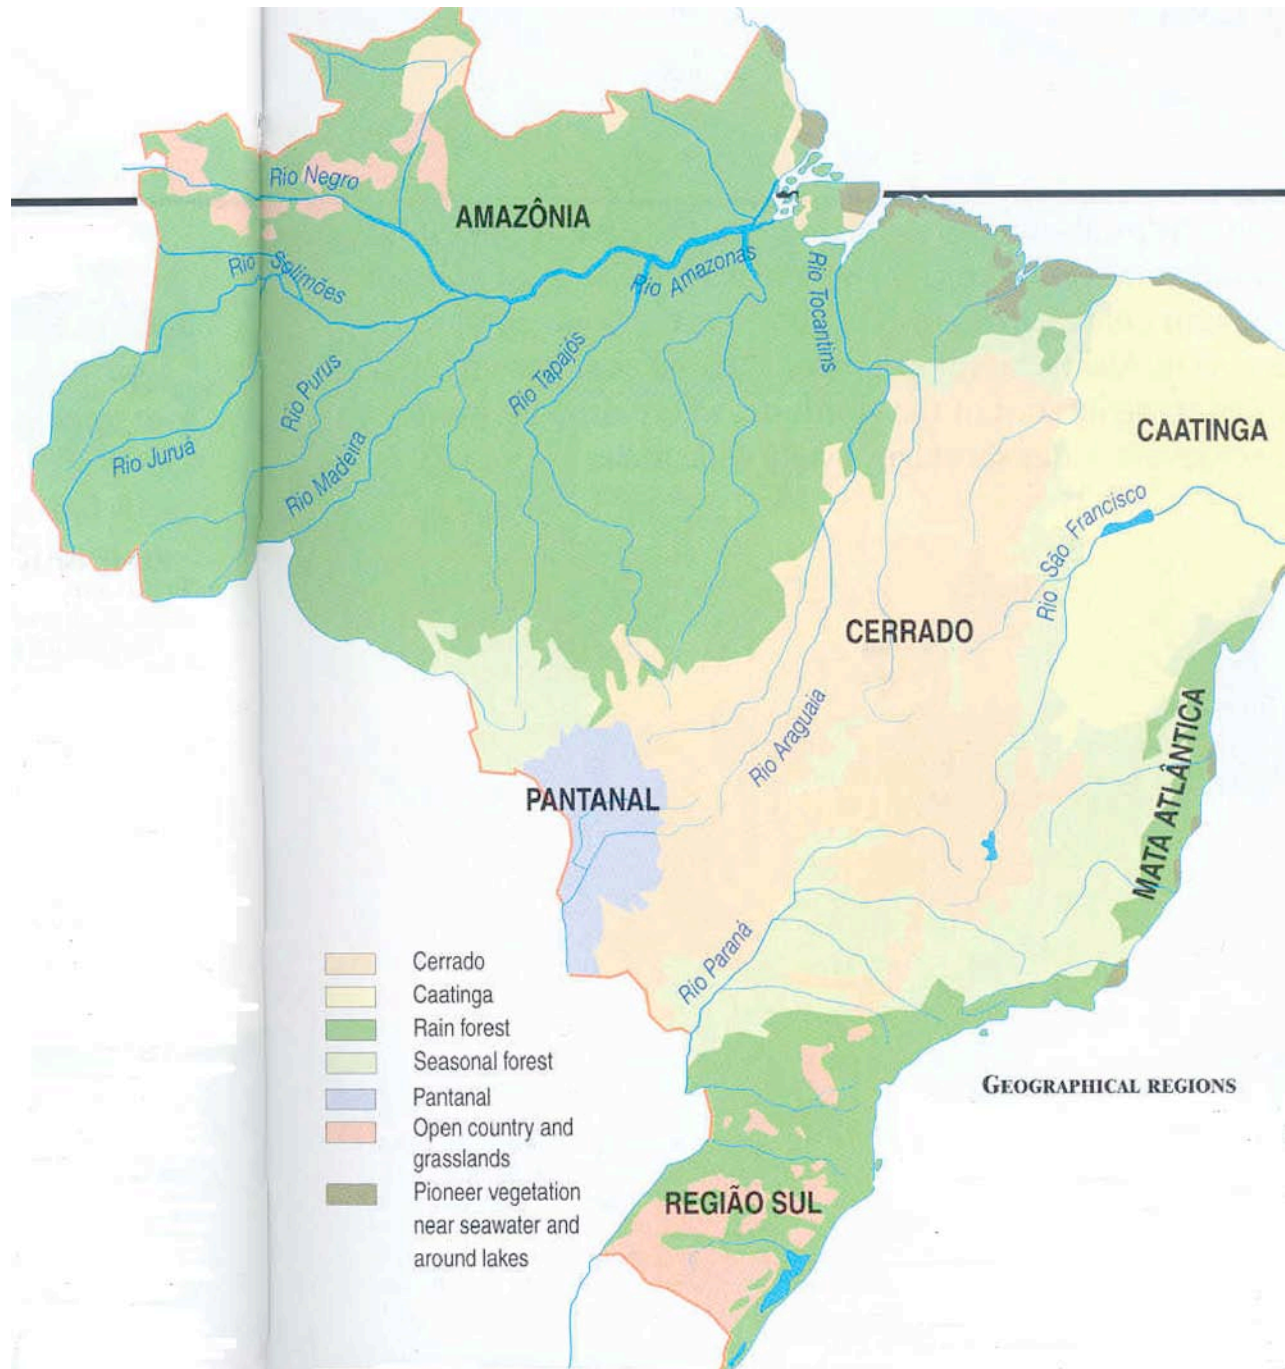 Rio Negro
AMAZÔNIA
Rio Solimões
Rio Amazonas
Rio Tocantins
Rio Purus
Rio Tapajós
Rio Juruá
Rio Madeira
CAATINGA
Rio São Francisco
CERRADO
Rio Araguaia
MATA ATLÂNTICA
PANTANAL
Rio Paraná
Cerrado
Caatinga
Rain forest
Seasonal forest
Pantanal
Open country and
grasslands
Pioneer vegetation
near seawater and
around lakes
GEOGRAPHICAL REGIONS
REGIÃO SUL